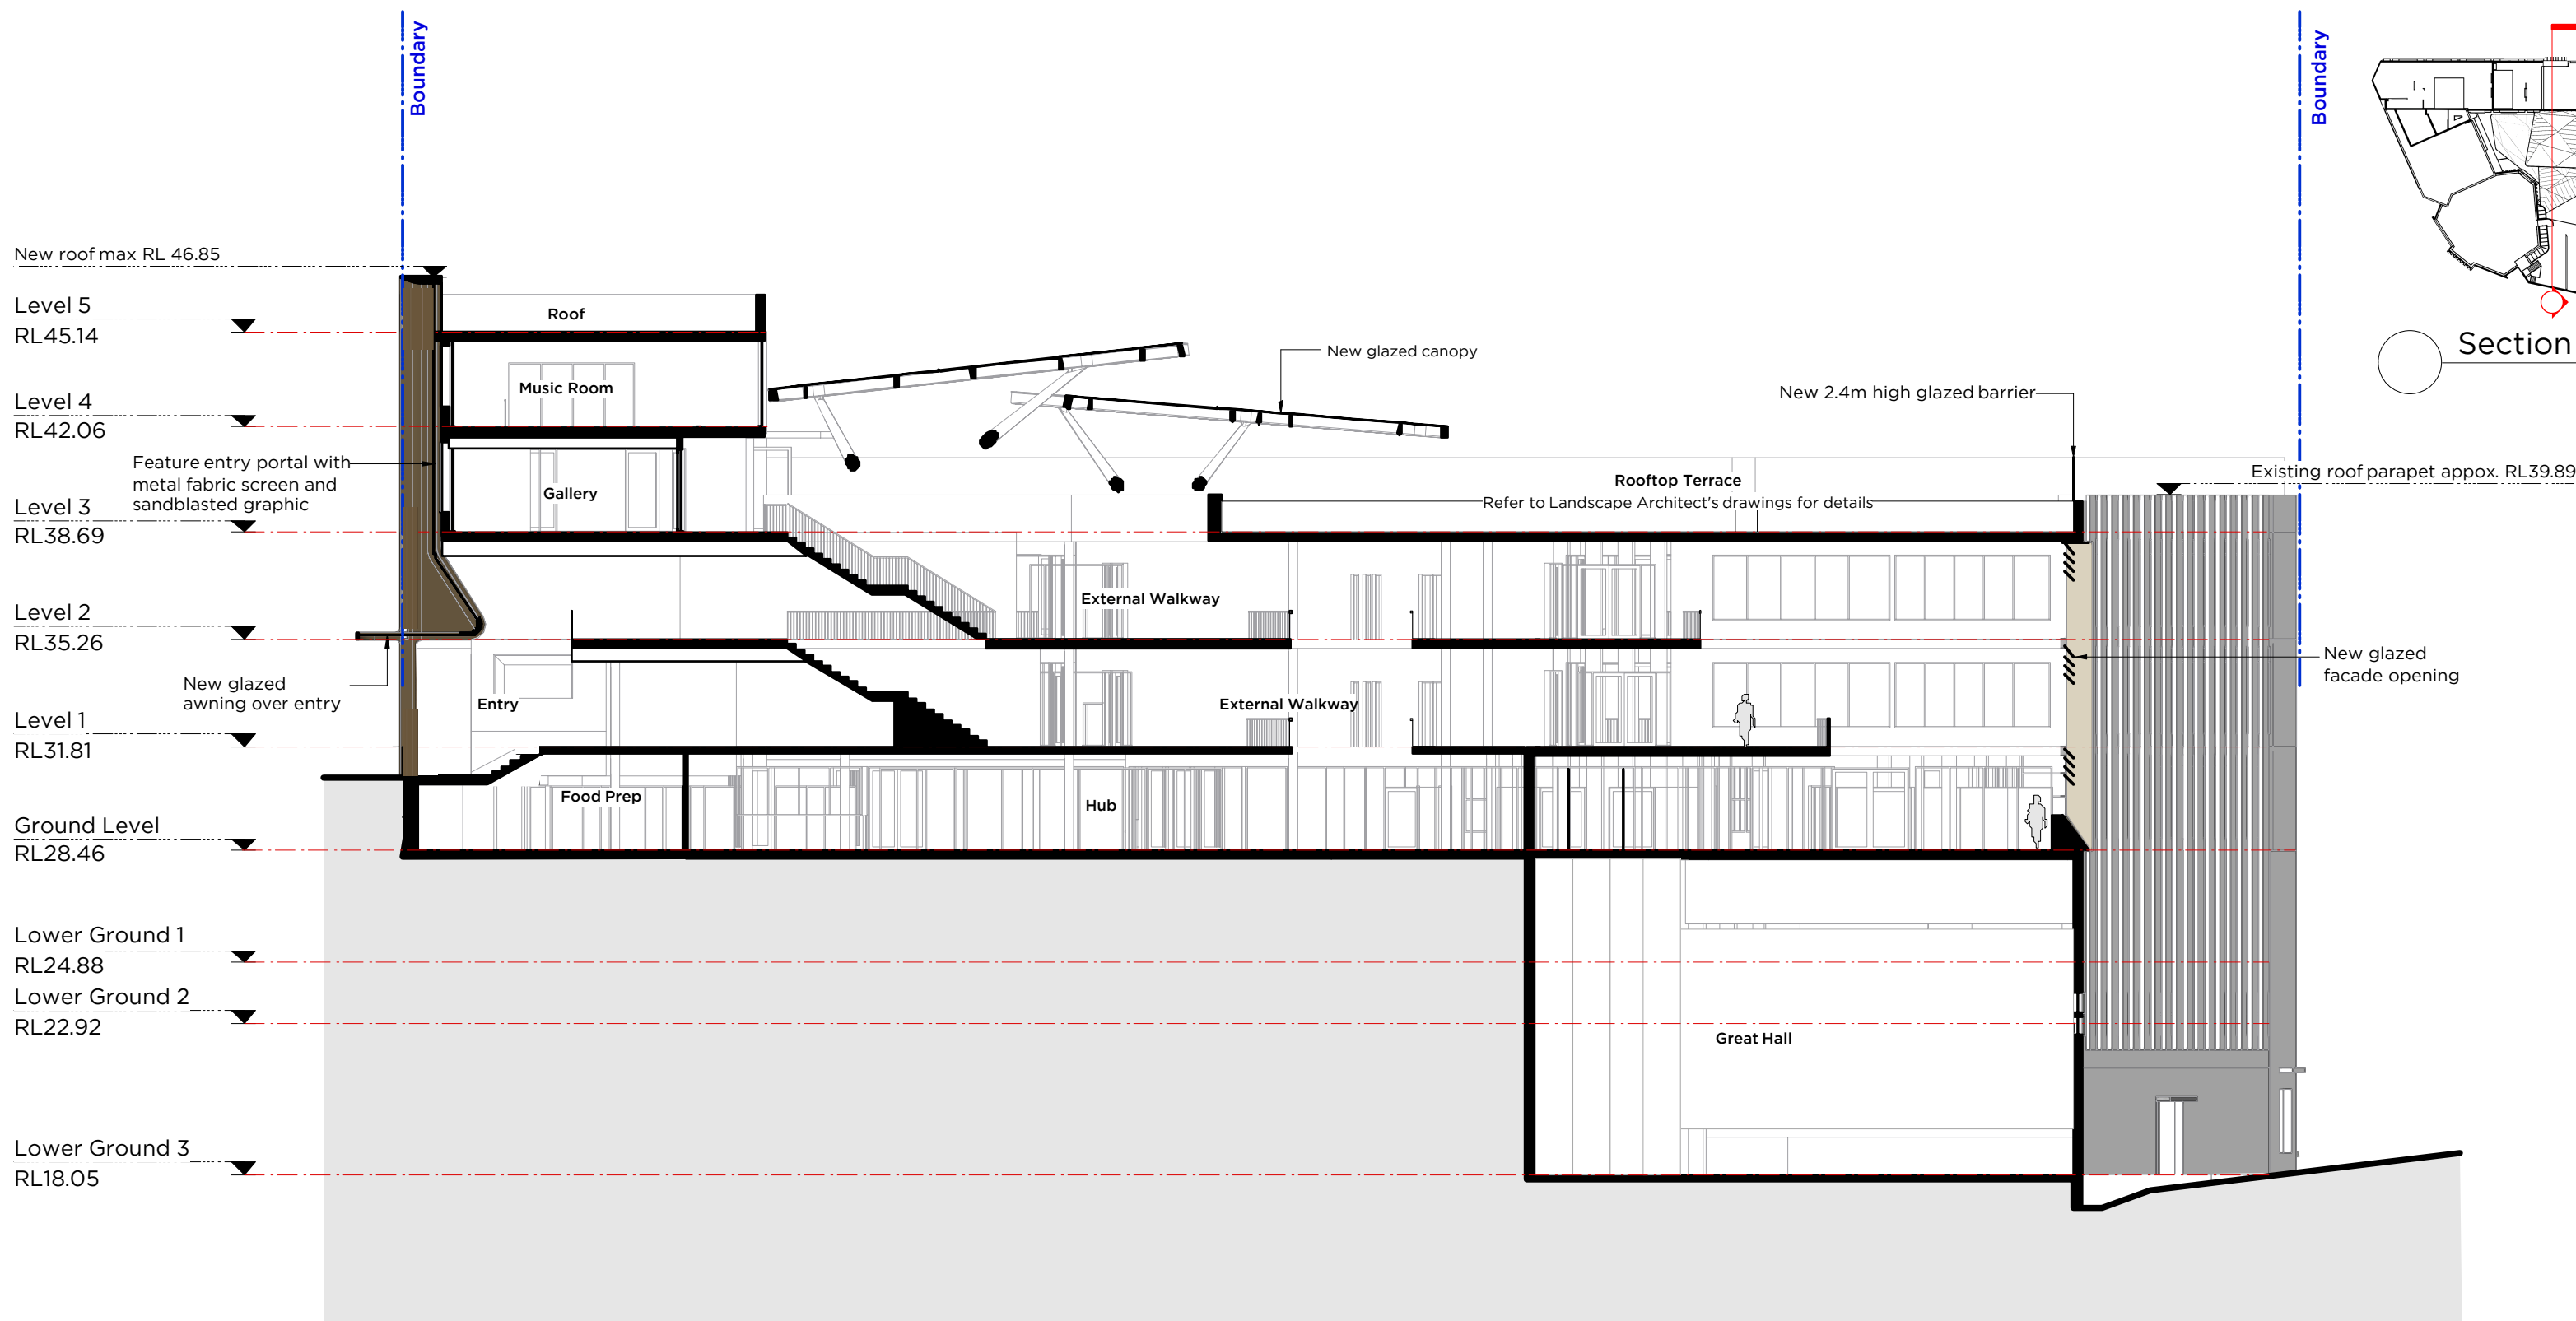 Boundary
Boundary
Section
New roof max RL 46.85
Level 5
RL45.14
Roof
New glazed canopy
Music Room
New 2.4m high glazed barrier
Level 4
RL42.06
Feature entry portal with
metal fabric screen and
sandblasted graphic
Gallery
Rooftop Terrace
Refer to Landscape Architect's drawings for details
Existing roof parapet appox. RL39.89
Level 3
RL38.69
External Walkway
Level 2
RL35.26
New glazed
awning over entry
Entry
External Walkway
New glazed
facade opening
Level 1
RL31.81
Food Prep
Hub
Ground Level
RL28.46
Lower Ground 1
RL24.88
Lower Ground 2
RL22.92
Great Hall
Lower Ground 3
RL18.05